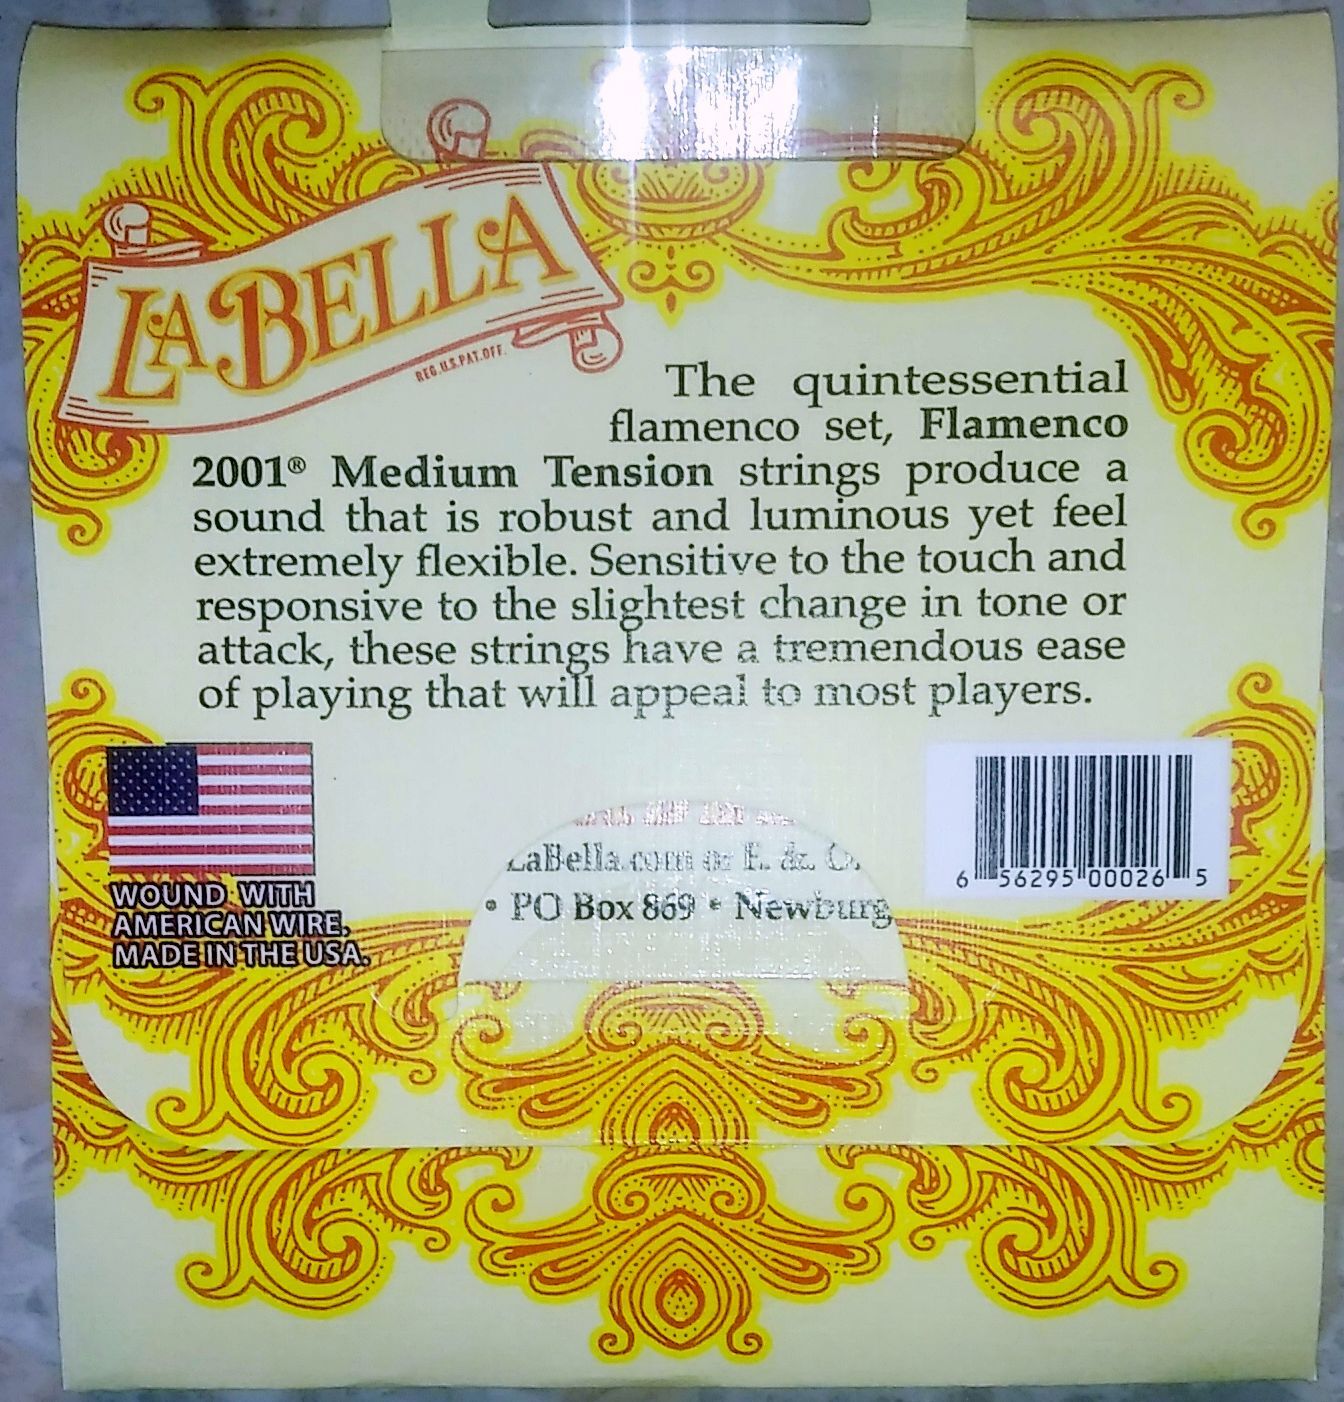 LA BELLA
REG.U.S.PAT.OFF.
The quintessential
flamenco set, Flamenco
2001® Medium Tension strings produce a
sound that is robust and luminous yet feel
extremely flexible. Sensitive to the touch and
responsive to the slightest change in tone or
attack, these strings have a tremendous ease
of playing that will appeal to most players.
WOUND WITH
AMERICAN WIRE.
MADE IN THE USA.
LaBella.com or E. &
• PO Box 869 • Newburg
6 56295 00026 5